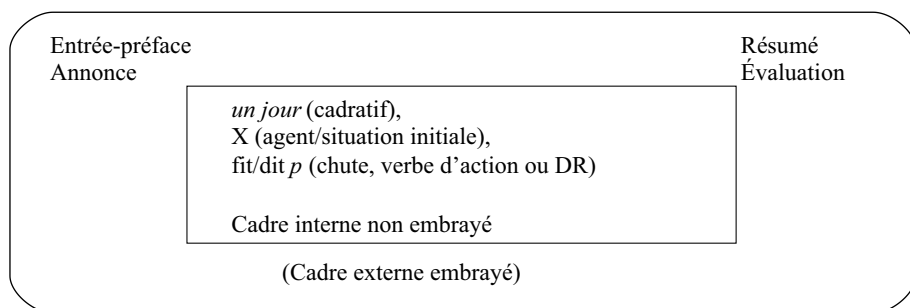 Entrée-préface
Annonce
Résumé
Évaluation
un jour (cadratif),
X (agent/situation initiale),
fit/dit p (chute, verbe d’action ou DR)
Cadre interne non embrayé
(Cadre externe embrayé)